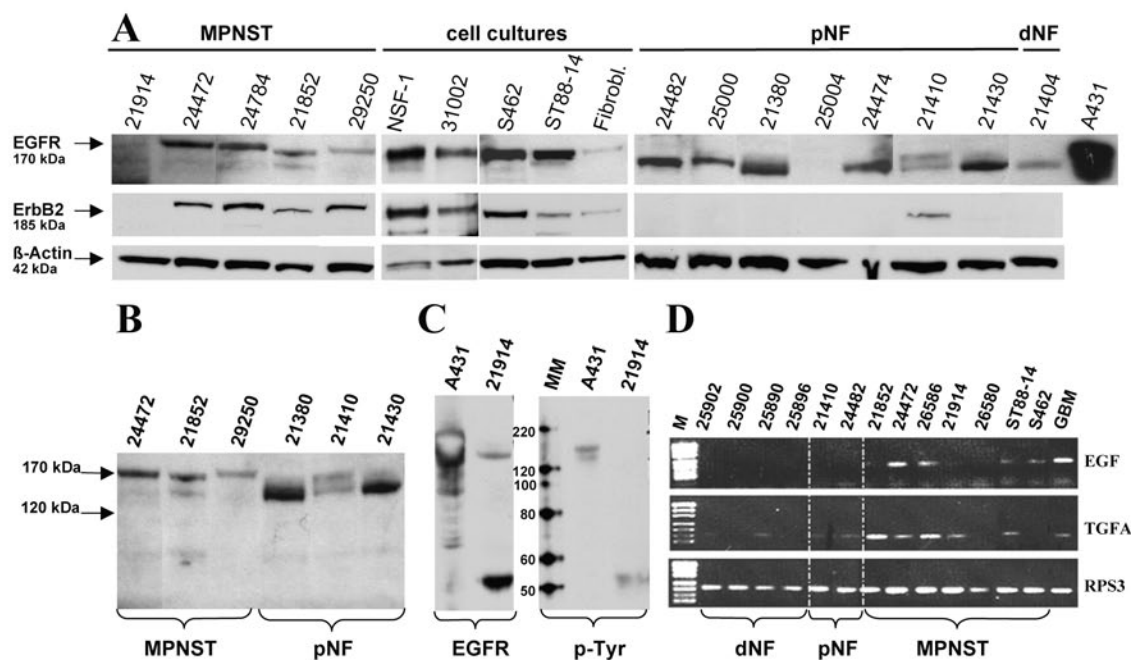 A
MPNST
cell cultures
pNF
dNF
21914
24472
24784
21852
29250
NSF-1
31002
S462
ST88-14
Fibrobl.
24482
25000
21380
25004
24474
21410
21430
21404
A431
EGFR
170 kDa
ErbB2
185 kDa
ß-Actin
42 kDa
B
24472
21852
29250
21380
21410
21430
170 kDa
120 kDa
MPNST
pNF
C
A431
21914
MM
A431
21914
220
120
100
80
60
50
EGFR
p-Tyr
D
M
25902
25900
25890
25896
21410
24482
21852
24472
26586
21914
26580
ST88-14
S462
GBM
EGF
TGFA
RPS3
dNF
pNF
MPNST